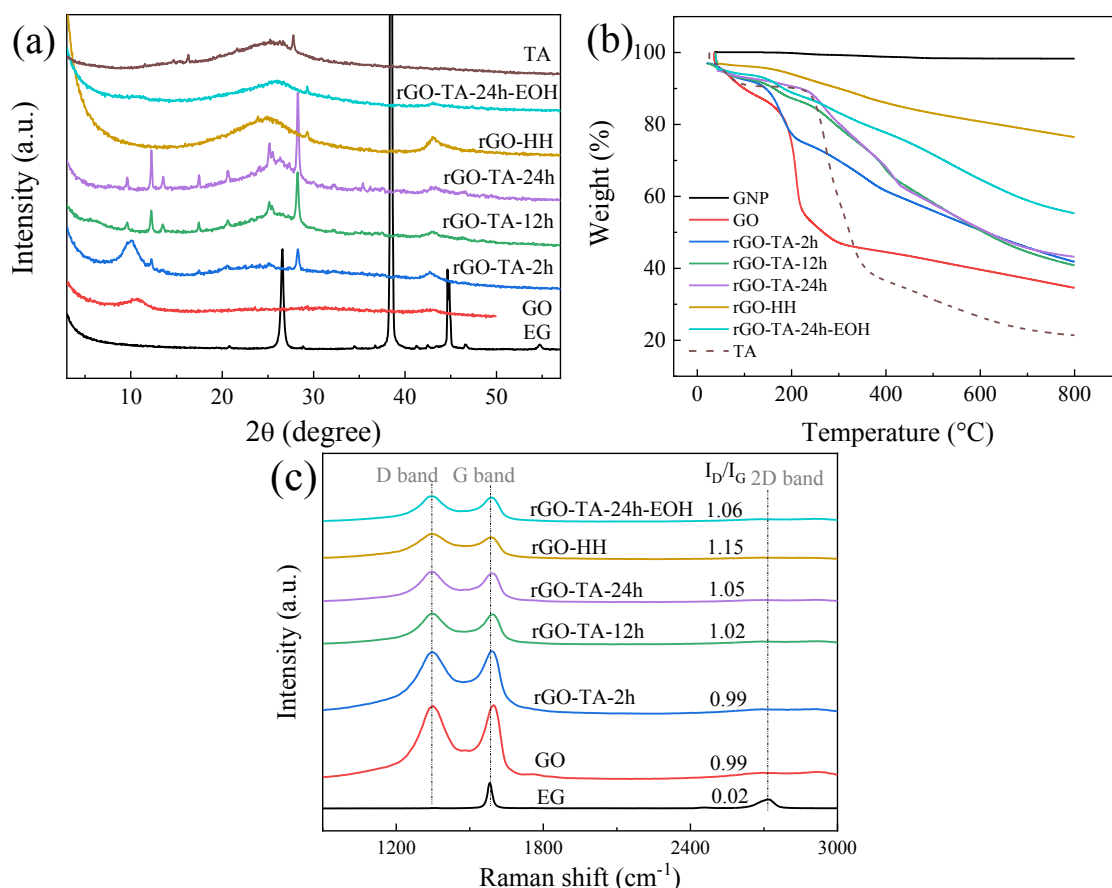 (a)
TA
rGO-TA-24h-EOH
rGO-HH
rGO-TA-24h
rGO-TA-12h
rGO-TA-2h
GO
EG
Intensity (a.u.)
10 20 30 40 50
2θ (degree)
(b)
100
80
60
40
20
Weight (%)
GNP
GO
rGO-TA-2h
rGO-TA-12h
rGO-TA-24h
rGO-HH
rGO-TA-24h-EOH
TA
0 200 400 600 800
Temperature (°C)
(c)
D band G band I_D/I_G 2D band
rGO-TA-24h-EOH 1.06
rGO-HH 1.15
rGO-TA-24h 1.05
rGO-TA-12h 1.02
rGO-TA-2h 0.99
GO 0.99
EG 0.02
Intensity (a.u.)
1200 1800 2400 3000
Raman shift (cm⁻¹)